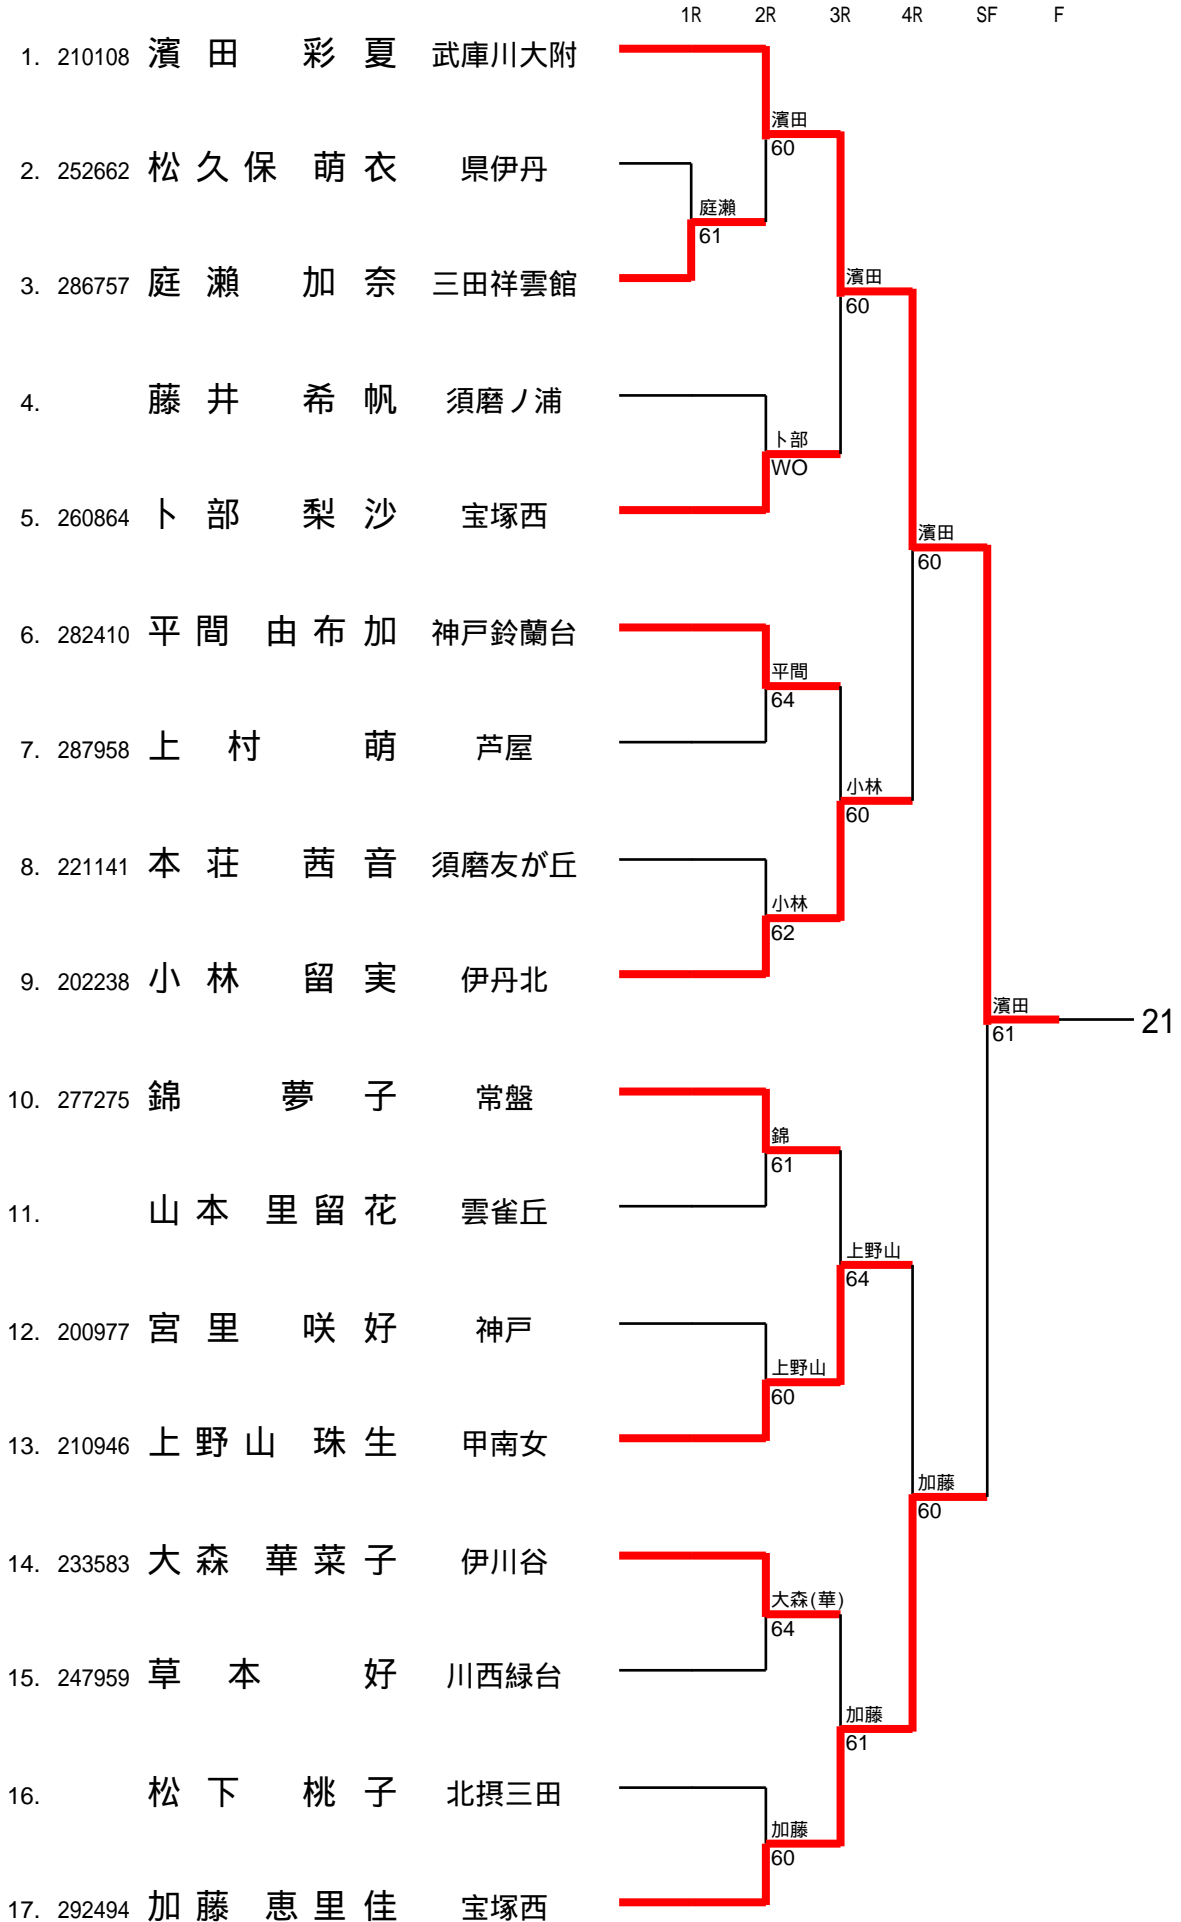 1R 2R 3R 4R SF F
1. 210108 濱田 彩夏 武庫川大附
濱田
60
2. 252662 松久保 萌衣 県伊丹
庭瀬
61
3. 286757 庭瀬 加奈 三田祥雲館
濱田
60
4. 藤井 希帆 須磨ノ浦
卜部
WO
5. 260864 卜部 梨沙 宝塚西
濱田
60
6. 282410 平間 由布加 神戸鈴蘭台
平間
64
7. 287958 上村 萌 芦屋
小林
60
8. 221141 本荘 茜音 須磨友が丘
小林
62
9. 202238 小林 留実 伊丹北
濱田
61
21
10. 277275 錦 夢子 常盤
錦
61
11. 山本 里留花 雲雀丘
上野山
64
12. 200977 宮里 咲好 神戸
上野山
60
13. 210946 上野山 珠生 甲南女
加藤
60
14. 233583 大森 華菜子 伊川谷
大森(華)
64
15. 247959 草本 好 川西緑台
加藤
61
16. 松下 桃子 北摂三田
加藤
60
17. 292494 加藤 恵里佳 宝塚西